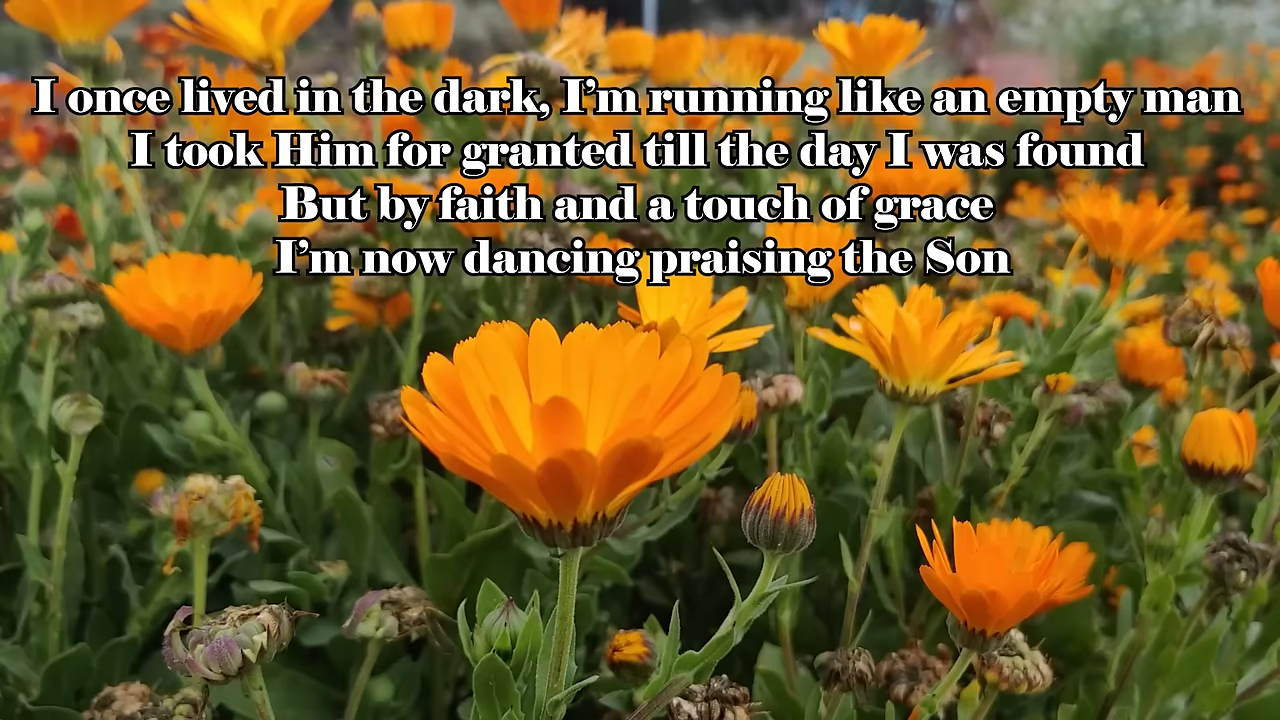 I once lived in the dark, I'm running like an empty man
I took Him for granted till the day I was found
But by faith and a touch of grace
I'm now dancing praising the Son